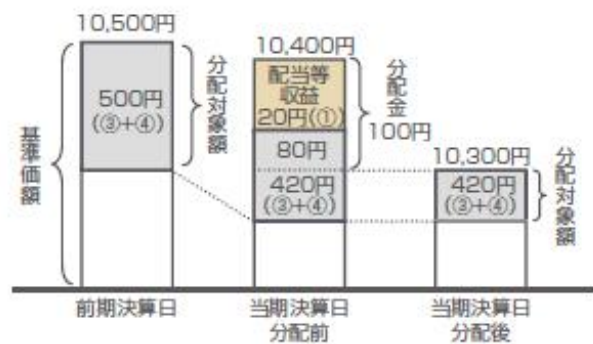 10,500円
500円
(③+④)
分配対象額
基準価額
前期決算日
10,400円
配当等
収益
20円(①)
80円
420円
(③+④)
分配金
100円
当期決算日
分配前
10,300円
420円
(③+④)
分配対象額
当期決算日
分配後